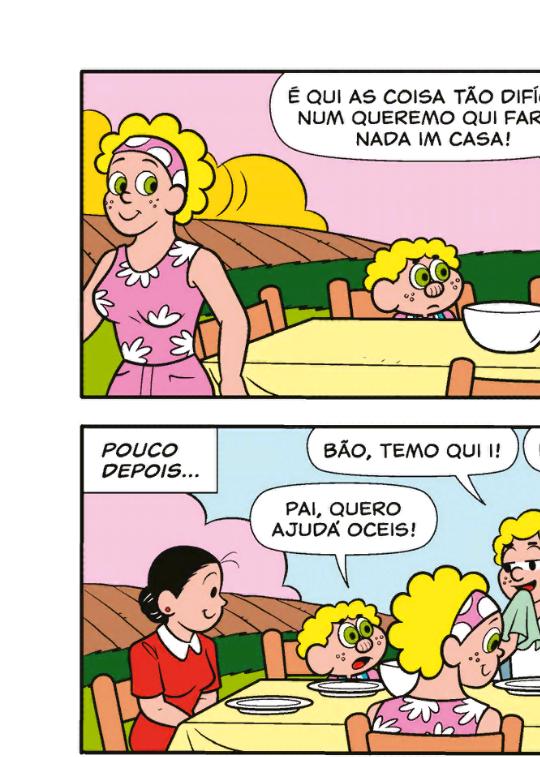 É QUI AS COISA TÃO
NUM QUEREMO QUI
NADA IM CASA!
POUCO
DEPOIS...
BÃO, TEMO QUI I!
PAI, QUERO
AJUDÁ OCEIS!